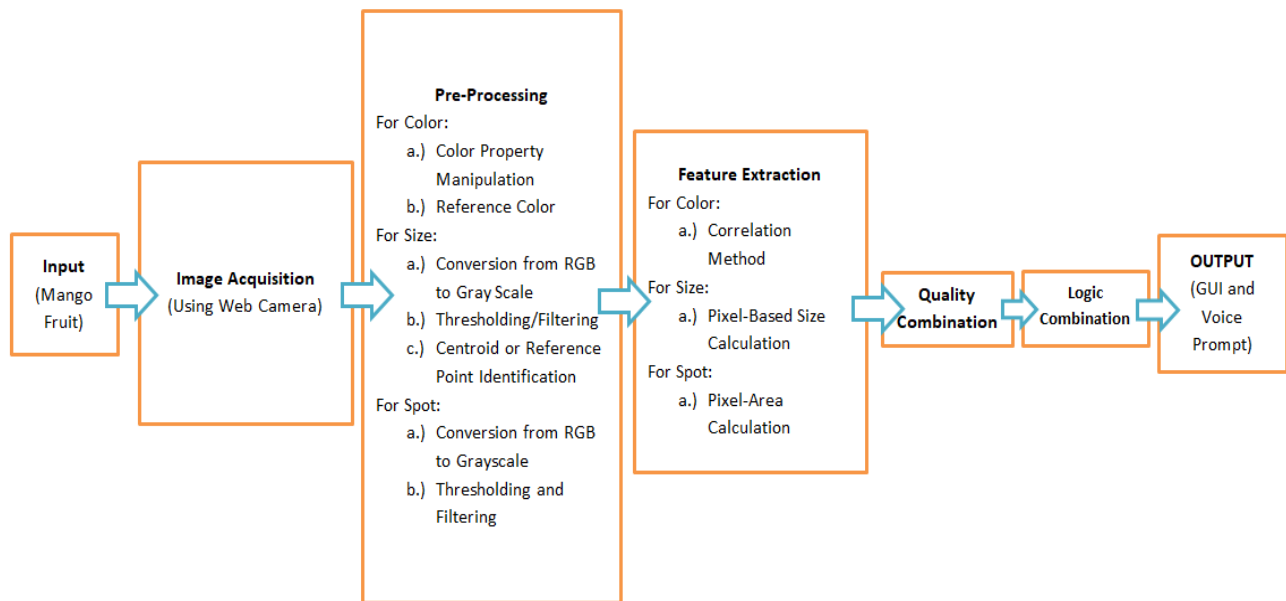 Input
(Mango
Fruit)
Image Acquisition
(Using Web Camera)
Pre-Processing
For Color:
a.) Color Property
Manipulation
b.) Reference Color
For Size:
a.) Conversion from RGB
to Gray Scale
b.) Thresholding/Filtering
c.) Centroid or Reference
Point Identification
For Spot:
a.) Conversion from RGB
to Grayscale
b.) Thresholding and
Filtering
Feature Extraction
For Color:
a.) Correlation
Method
For Size:
a.) Pixel-Based Size
Calculation
For Spot:
a.) Pixel-Area
Calculation
Quality
Combination
Logic
Combination
OUTPUT
(GUI and
Voice
Prompt)